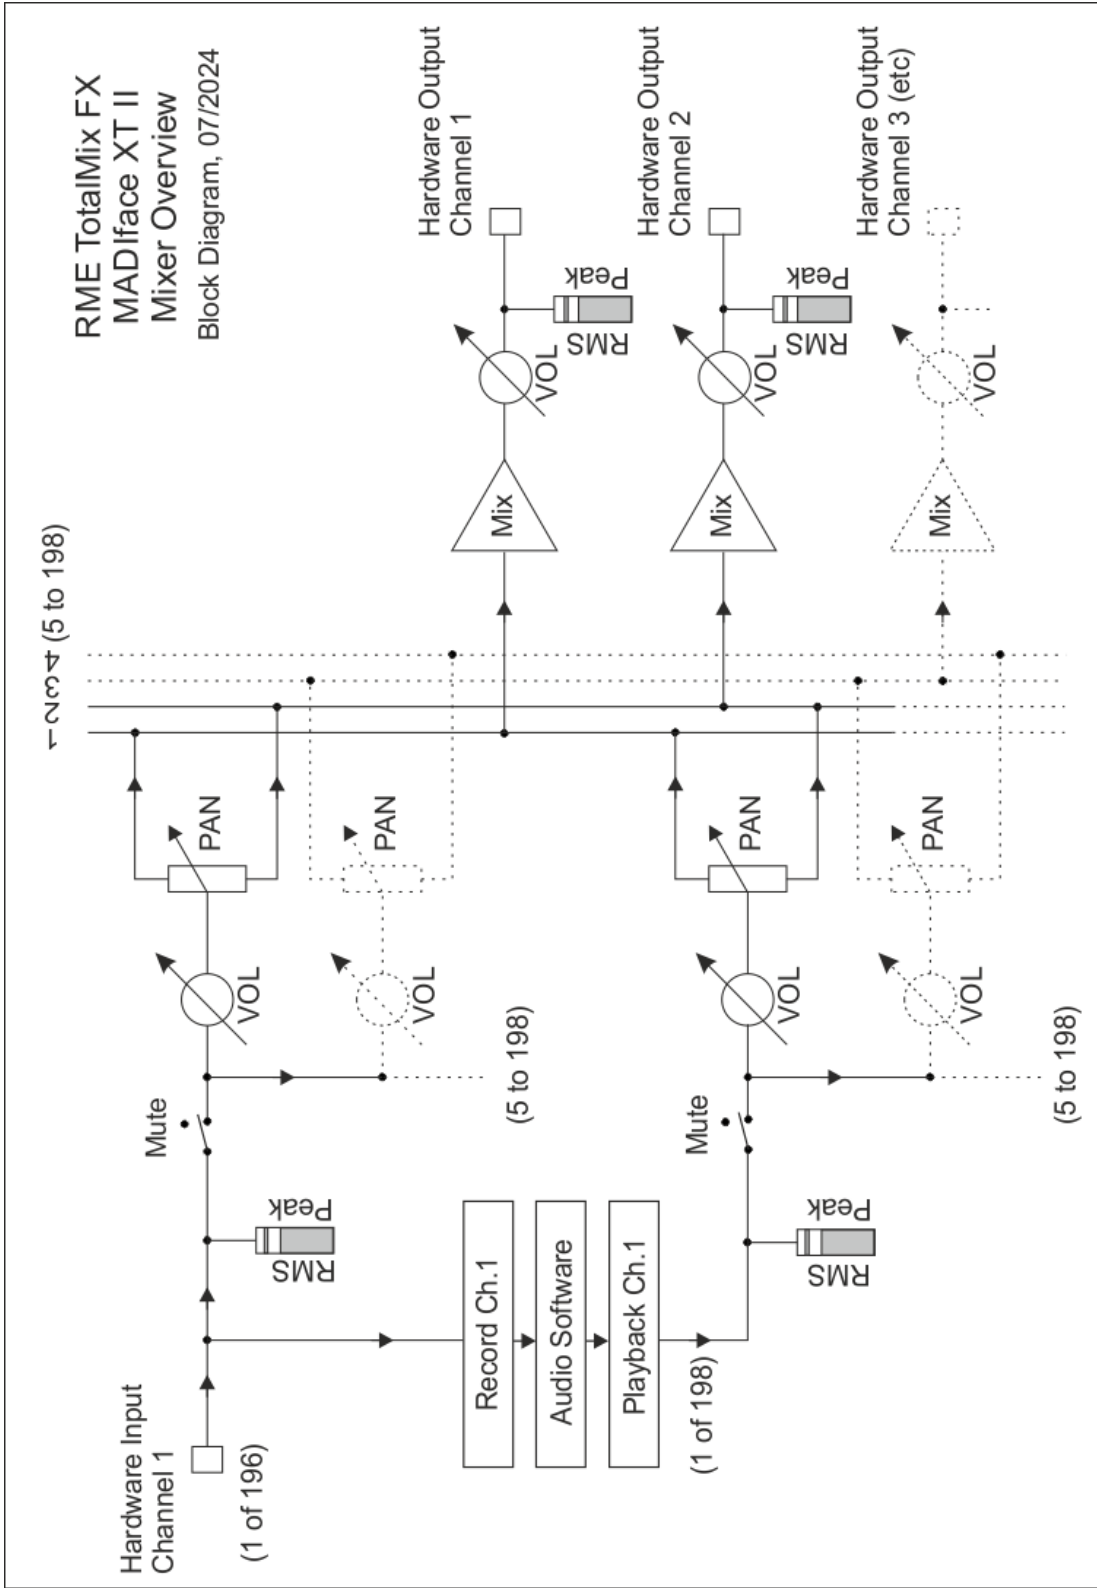 RME TotalMix FX
MADIface XT II
Mixer Overview
Block Diagram, 07/2024
Hardware Input
Channel 1
(1 of 196)
RMS
Peak
Mute
VOL
PAN
VOL
PAN
(5 to 198)
1 2 3 4 (5 to 198)
Record Ch.1
Audio Software
Playback Ch.1
(1 of 198)
RMS
Peak
Mute
VOL
PAN
VOL
PAN
(5 to 198)
Mix
VOL
RMS
Peak
Hardware Output
Channel 1
Mix
VOL
RMS
Peak
Hardware Output
Channel 2
Mix
VOL
Hardware Output
Channel 3 (etc)